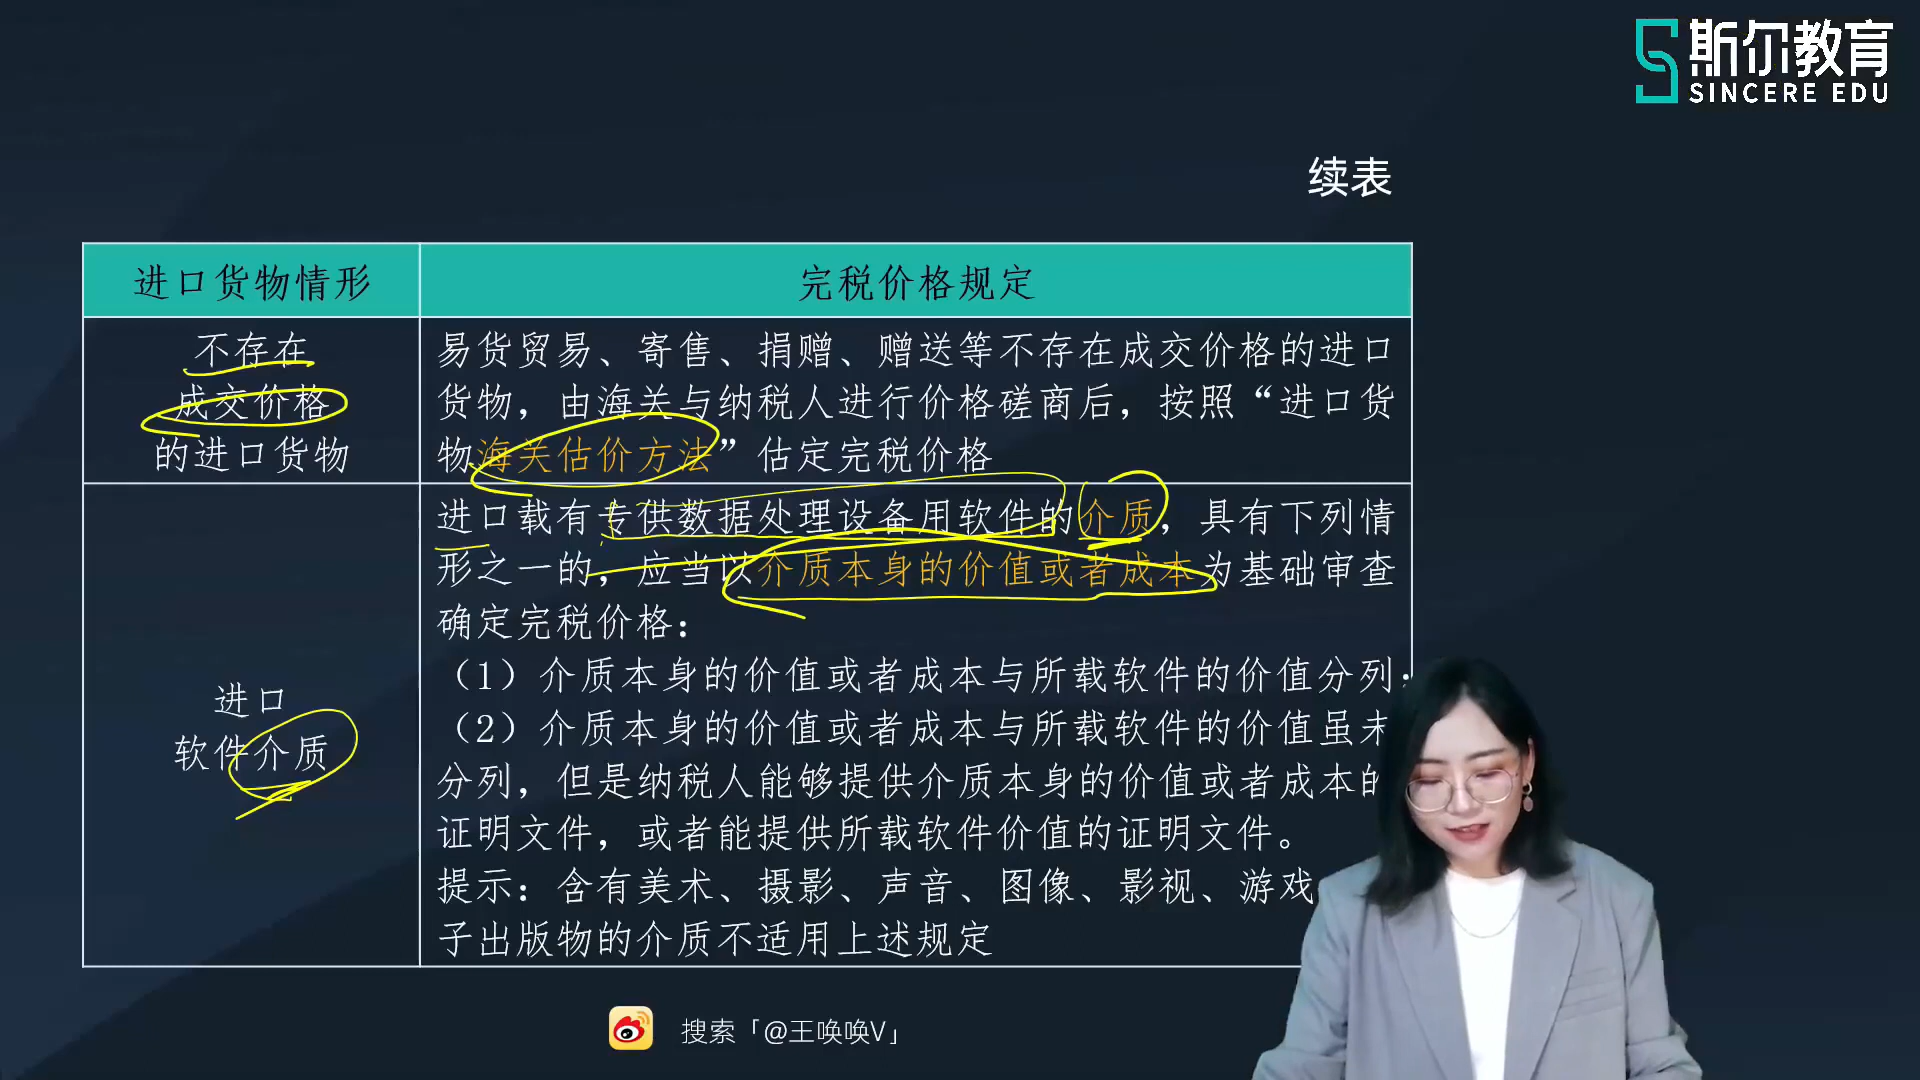 斯尔教育
SINCERE EDU
续表
进口货物情形
完税价格规定
不存在
成交价格
的进口货物
易货贸易、寄售、捐赠、赠送等不存在成交价格的进口
货物，由海关与纳税人进行价格磋商后，按照“进口货
物海关估价方法”估定完税价格
进口
软件介质
进口载有专供数据处理设备用软件的介质，具有下列情
形之一的，应当以介质本身的价值或者成本为基础审查
确定完税价格：
（1）介质本身的价值或者成本与所载软件的价值分列；
（2）介质本身的价值或者成本与所载软件的价值虽未
分列，但是纳税人能够提供介质本身的价值或者成本的
证明文件，或者能提供所载软件价值的证明文件。
提示：含有美术、摄影、声音、图像、影视、游戏
子出版物的介质不适用上述规定
搜索「@王唤唤V」